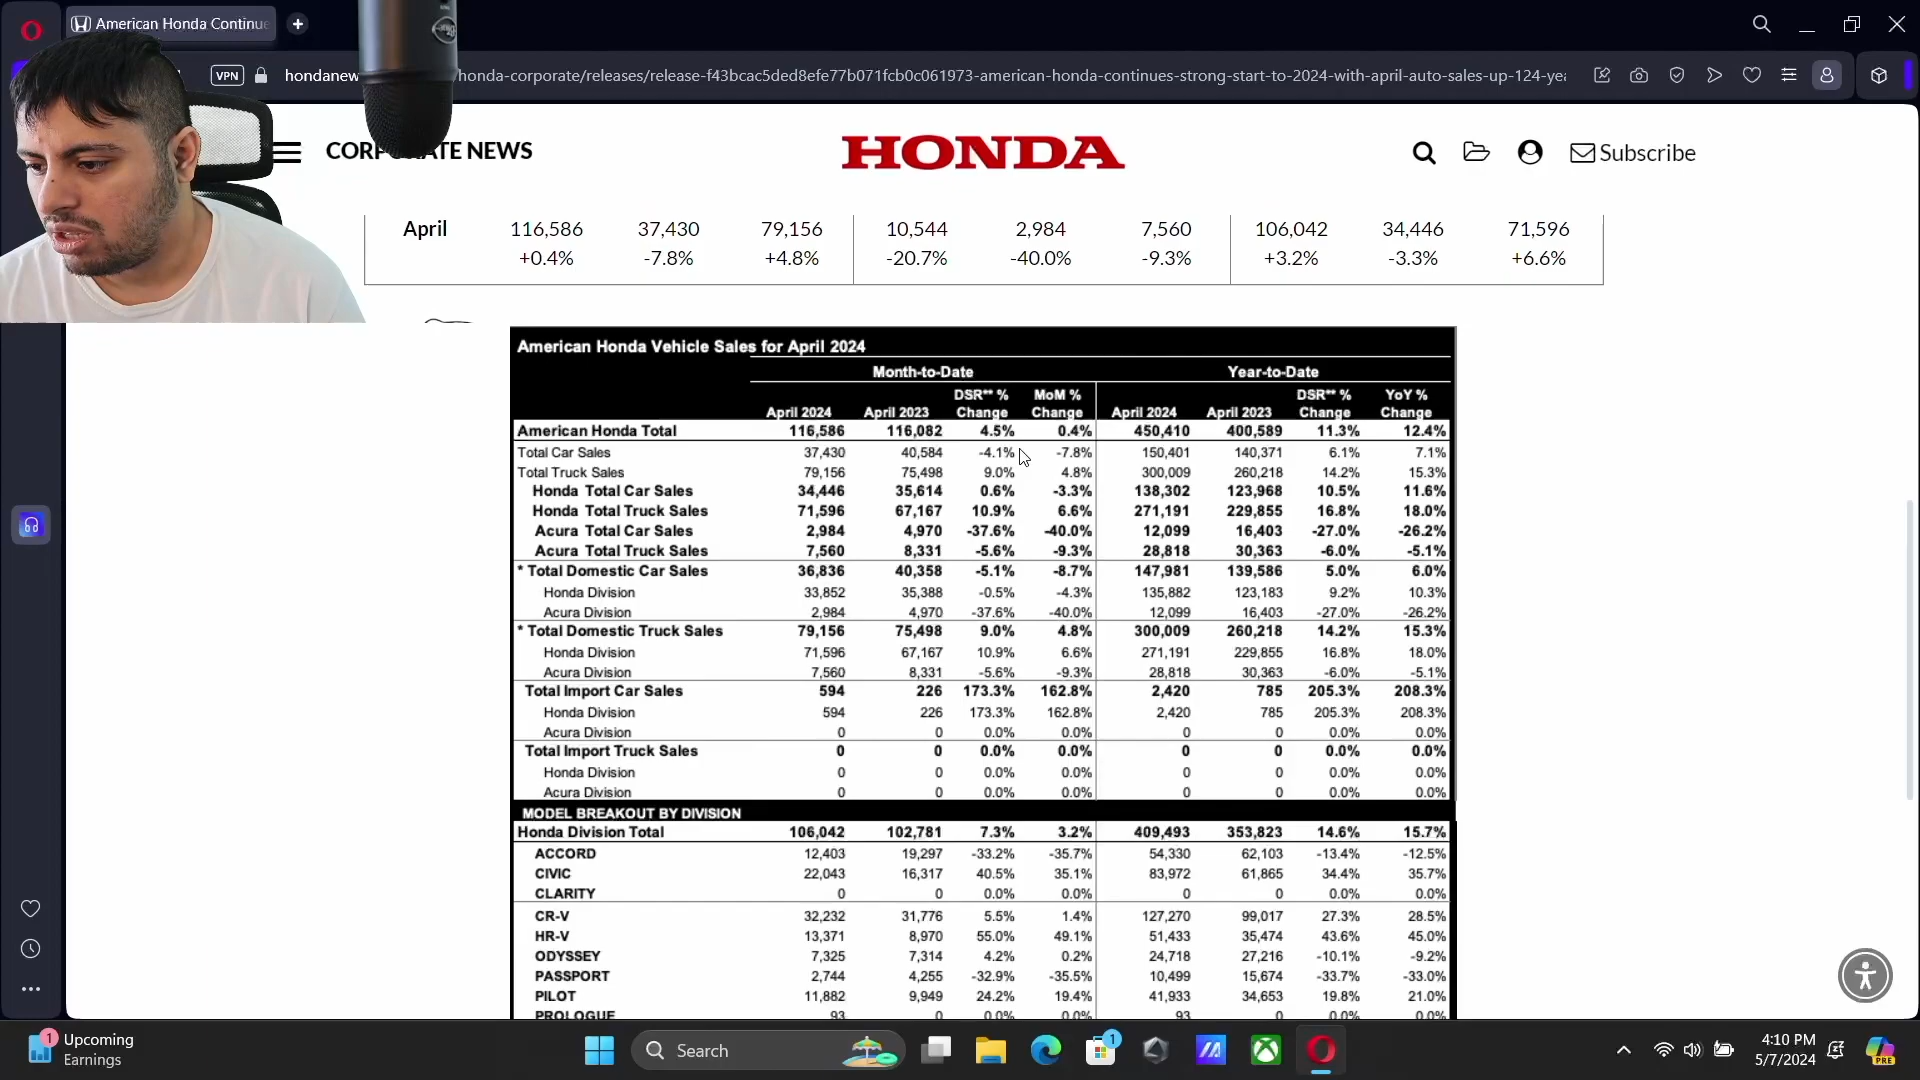 American Honda Continue
VPN
hondanew
honda-corporate/releases/release-f43bcac5ded8efe77b071fcb0c061973-american-honda-continues-strong-start-to-2024-with-april-auto-sales-up-124-yea
CORPORATE NEWS
HONDA
Subscribe
April 116,586 37,430 79,156 10,544 2,984 7,560 106,042 34,446 71,596
+0.4% -7.8% +4.8% -20.7% -40.0% -9.3% +3.2% -3.3% +6.6%
American Honda Vehicle Sales for April 2024
Month-to-Date Year-to-Date
DSR** % MoM % DSR** % YoY %
April 2024 April 2023 Change Change April 2024 April 2023 Change Change
American Honda Total 116,586 116,082 4.5% 0.4% 450,410 400,589 11.3% 12.4%
Total Car Sales 37,430 40,584 -4.1% -7.8% 150,401 140,371 6.1% 7.1%
Total Truck Sales 79,156 75,498 9.0% 4.8% 300,009 260,218 14.2% 15.3%
Honda Total Car Sales 34,446 35,614 0.6% -3.3% 138,302 123,968 10.5% 11.6%
Honda Total Truck Sales 71,596 67,167 10.9% 6.6% 271,191 229,855 16.8% 18.0%
Acura Total Car Sales 2,984 4,970 -37.6% -40.0% 12,099 16,403 -27.0% -26.2%
Acura Total Truck Sales 7,560 8,331 -5.6% -9.3% 28,818 30,363 -6.0% -5.1%
* Total Domestic Car Sales 36,836 40,358 -5.1% -8.7% 147,981 139,586 5.0% 6.0%
Honda Division 33,852 35,388 -0.5% -4.3% 135,882 123,183 9.2% 10.3%
Acura Division 2,984 4,970 -37.6% -40.0% 12,099 16,403 -27.0% -26.2%
* Total Domestic Truck Sales 79,156 75,498 9.0% 4.8% 300,009 260,218 14.2% 15.3%
Honda Division 71,596 67,167 10.9% 6.6% 271,191 229,855 16.8% 18.0%
Acura Division 7,560 8,331 -5.6% -9.3% 28,818 30,363 -6.0% -5.1%
Total Import Car Sales 594 226 173.3% 162.8% 2,420 785 205.3% 208.3%
Honda Division 594 226 173.3% 162.8% 2,420 785 205.3% 208.3%
Acura Division 0 0 0.0% 0.0% 0 0 0.0% 0.0%
Total Import Truck Sales 0 0 0.0% 0.0% 0 0 0.0% 0.0%
Honda Division 0 0 0.0% 0.0% 0 0 0.0% 0.0%
Acura Division 0 0 0.0% 0.0% 0 0 0.0% 0.0%
MODEL BREAKOUT BY DIVISION
Honda Division Total 106,042 102,781 7.3% 3.2% 409,493 353,823 14.6% 15.7%
ACCORD 12,403 19,297 -33.2% -35.7% 54,330 62,103 -13.4% -12.5%
CIVIC 22,043 16,317 40.5% 35.1% 83,972 61,865 34.4% 35.7%
CLARITY 0 0 0.0% 0.0% 0 0 0.0% 0.0%
CR-V 32,232 31,776 5.5% 1.4% 127,270 99,017 27.3% 28.5%
HR-V 13,371 8,970 55.0% 49.1% 51,433 35,474 43.6% 45.0%
ODYSSEY 7,325 7,314 4.2% 0.2% 24,718 27,216 -10.1% -9.2%
PASSPORT 2,744 4,255 -32.9% -35.5% 10,499 15,674 -33.7% -33.0%
PILOT 11,882 9,949 24.2% 19.4% 41,933 34,653 19.8% 21.0%
PROLOGUE 93 0 0.0% 0.0% 93 0 0.0% 0.0%
1 Upcoming
Earnings
Search
1
4:10 PM
5/7/2024
PRE